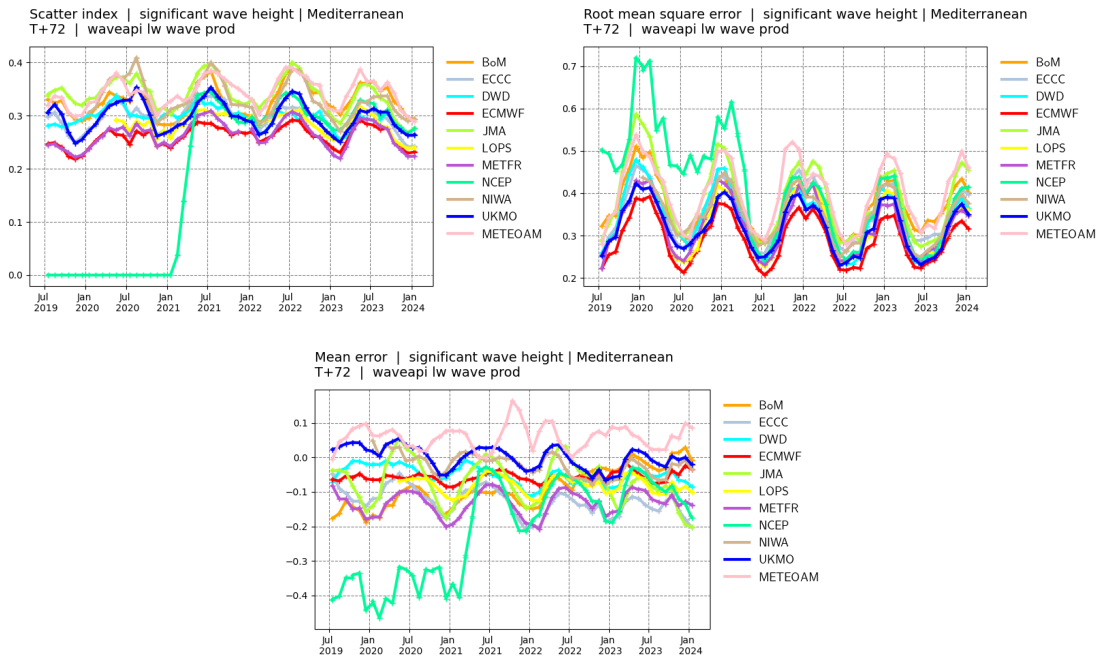 Scatter index | significant wave height | Mediterranean
T+72 | waveapi lw wave prod
0.4
0.3
0.2
0.1
0.0
Jul 2019
Jan 2020
Jul 2020
Jan 2021
Jul 2021
Jan 2022
Jul 2022
Jan 2023
Jul 2023
Jan 2024
BoM
ECCC
DWD
ECMWF
JMA
LOPS
METFR
NCEP
NIWA
UKMO
METEOAM
Root mean square error | significant wave height | Mediterranean
T+72 | waveapi lw wave prod
0.7
0.6
0.5
0.4
0.3
0.2
Jul 2019
Jan 2020
Jul 2020
Jan 2021
Jul 2021
Jan 2022
Jul 2022
Jan 2023
Jul 2023
Jan 2024
BoM
ECCC
DWD
ECMWF
JMA
LOPS
METFR
NCEP
NIWA
UKMO
METEOAM
Mean error | significant wave height | Mediterranean
T+72 | waveapi lw wave prod
0.1
0.0
−0.1
−0.2
−0.3
−0.4
Jul 2019
Jan 2020
Jul 2020
Jan 2021
Jul 2021
Jan 2022
Jul 2022
Jan 2023
Jul 2023
Jan 2024
BoM
ECCC
DWD
ECMWF
JMA
LOPS
METFR
NCEP
NIWA
UKMO
METEOAM